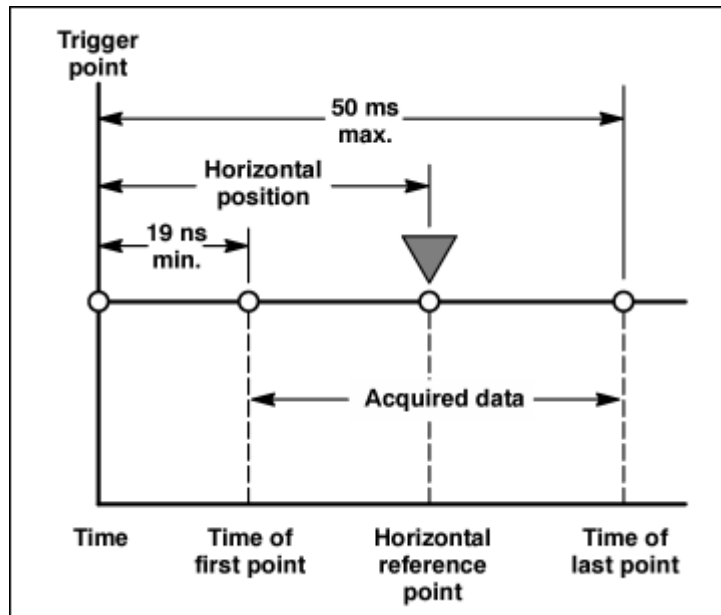 Trigger
point
50 ms
max.
Horizontal
position
19 ns
min.
Acquired data
Time
Time of
first point
Horizontal
reference
point
Time of
last point